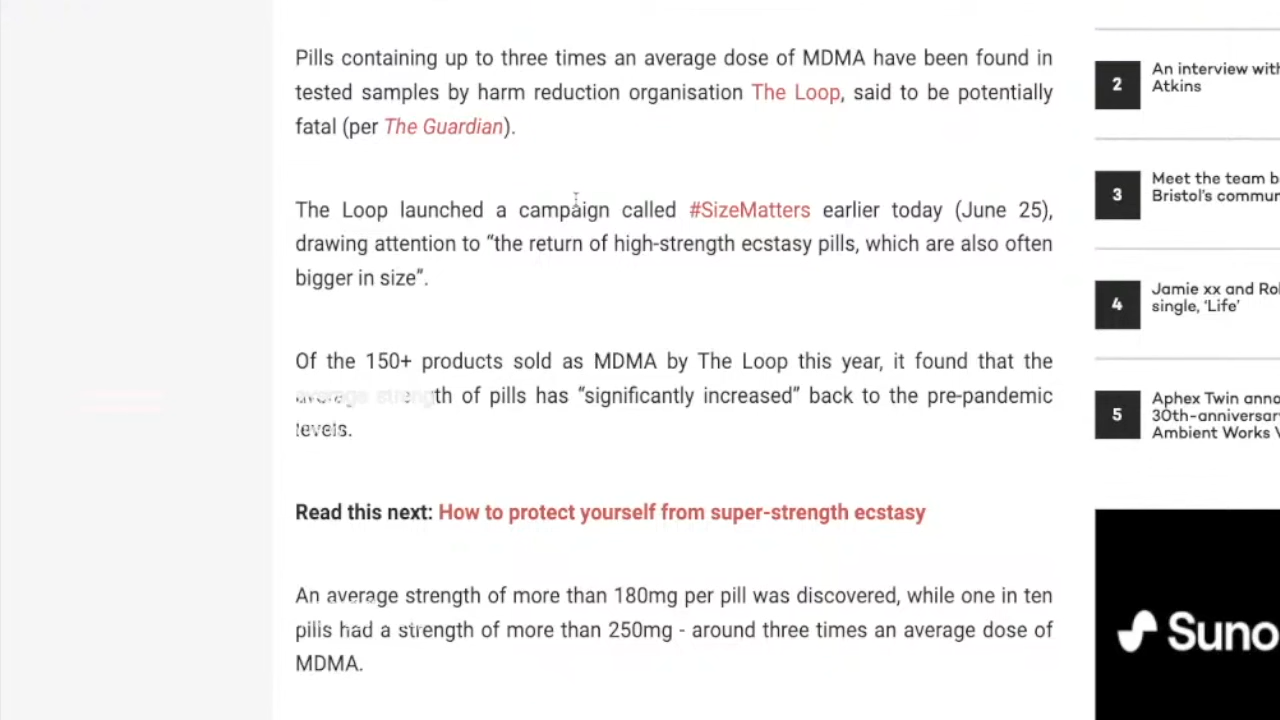 Pills containing up to three times an average dose of MDMA have been found in
tested samples by harm reduction organisation The Loop, said to be potentially
fatal (per The Guardian).
The Loop launched a campaign called #SizeMatters earlier today (June 25),
drawing attention to “the return of high-strength ecstasy pills, which are also often
bigger in size”.
Of the 150+ products sold as MDMA by The Loop this year, it found that the
average strength of pills has “significantly increased” back to the pre-pandemic
levels.
Read this next: How to protect yourself from super-strength ecstasy
An average strength of more than 180mg per pill was discovered, while one in ten
pills had a strength of more than 250mg - around three times an average dose of
MDMA.
2
An interview with
Atkins
3
Meet the team
Bristol's
4
Jamie xx and
single, ‘Life’
5
Aphex Twin
30th-anniversary
Ambient Works
Suno